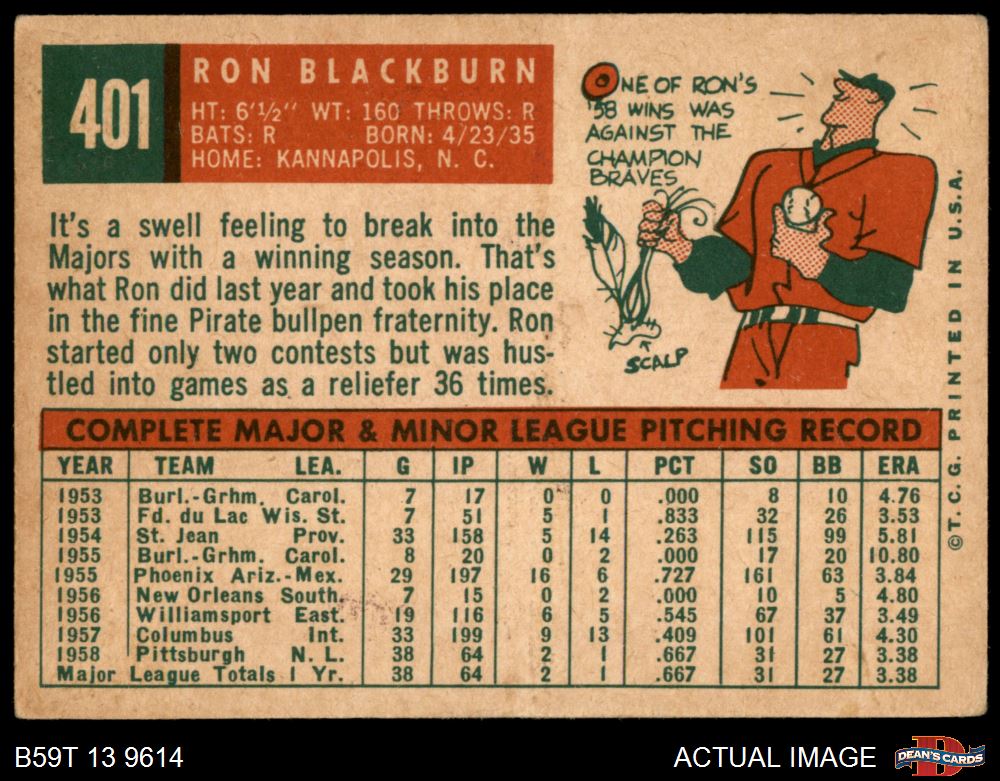 401
RON BLACKBURN
HT: 6'1/2" WT: 160 THROWS: R
BATS: R BORN: 4/23/35
HOME: KANNAPOLIS, N. C.
ONE OF RON'S
'58 WINS WAS
AGAINST THE
CHAMPION
BRAVES
SCALP
It's a swell feeling to break into the
Majors with a winning season. That's
what Ron did last year and took his place
in the fine Pirate bullpen fraternity. Ron
started only two contests but was hus-
tled into games as a reliefer 36 times.
COMPLETE MAJOR & MINOR LEAGUE PITCHING RECORD
YEAR TEAM LEA. G IP W L PCT SO BB ERA
1953 Burl.-Grhm. Carol. 7 17 0 0 .000 8 10 4.76
1953 Fd. du Lac Wis. St. 7 51 5 1 .833 32 26 3.53
1954 St. Jean Prov. 33 158 5 14 .263 115 99 5.81
1955 Burl.-Grhm. Carol. 8 20 0 2 .000 17 20 10.80
1955 Phoenix Ariz.-Mex. 29 197 16 6 .727 161 63 3.84
1956 New Orleans South. 7 15 0 2 .000 10 5 4.80
1956 Williamsport East. 19 116 6 5 .545 67 37 3.49
1957 Columbus Int. 33 199 9 13 .409 101 61 4.30
1958 Pittsburgh N. L. 38 64 2 1 .667 31 27 3.38
Major League Totals 1 Yr. 38 64 2 1 .667 31 27 3.38
© T. C. G. PRINTED IN U.S.A.
B59T 13 9614
ACTUAL IMAGE
D
DEAN'S CARDS